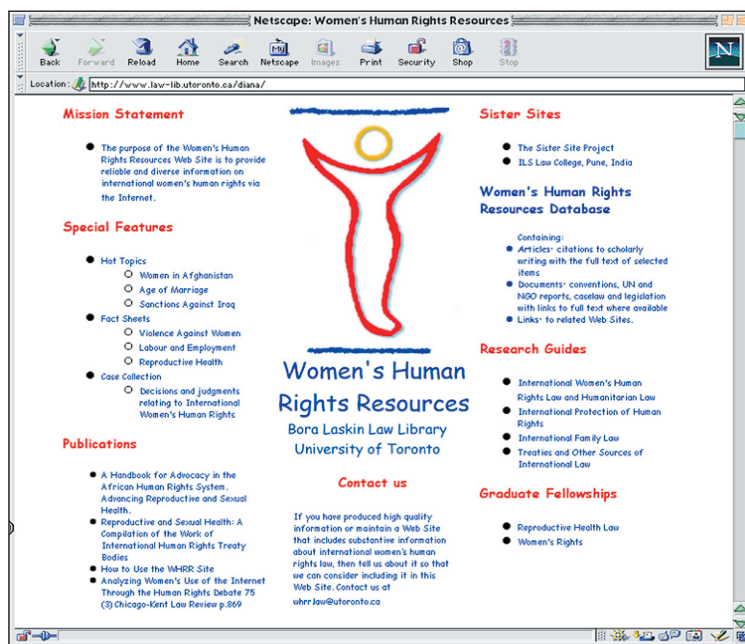 Netscape: Women's Human Rights Resources
Back
Forward
Reload
Home
Search
Netscape
Images
Print
Security
Shop
Stop
My
N
Location:
http://www.law-lib.utoronto.ca/diana/
Mission Statement
The purpose of the Women's Human
Rights Resources Web Site is to provide
reliable and diverse information on
international women's human rights via
the Internet.
Special Features
Hot Topics
Women in Afghanistan
Age of Marriage
Sanctions Against Iraq
Fact Sheets
Violence Against Women
Labour and Employment
Reproductive Health
Case Collection
Decisions and judgments
relating to International
Women's Human Rights
Publications
A Handbook for Advocacy in the
African Human Rights System.
Advancing Reproductive and Sexual
Health.
Reproductive and Sexual Health: A
Compilation of the Work of
International Human Rights Treaty
Bodies
How to Use the WHRR Site
Analyzing Women's Use of the Internet
Through the Human Rights Debate 75
(3) Chicago-Kent Law Review p.869
Women's Human
Rights Resources
Bora Laskin Law Library
University of Toronto
Contact us
If you have produced high quality
information or maintain a Web Site
that includes substantive information
about international women's human
rights law, then tell us about it so that
we can consider including it in this
Web Site. Contact us at
whrr.law@utoronto.ca
Sister Sites
The Sister Site Project
ILS Law College, Pune, India
Women's Human Rights
Resources Database
Containing:
Articles- citations to scholarly
writing with the full text of selected
items
Documents- conventions, UN and
NGO reports, caselaw and legislation
with links to full text where available
Links- to related Web Sites.
Research Guides
International Women's Human
Rights Law and Humanitarian Law
International Protection of Human
Rights
International Family Law
Treaties and Other Sources of
International Law
Graduate Fellowships
Reproductive Health Law
Women's Rights